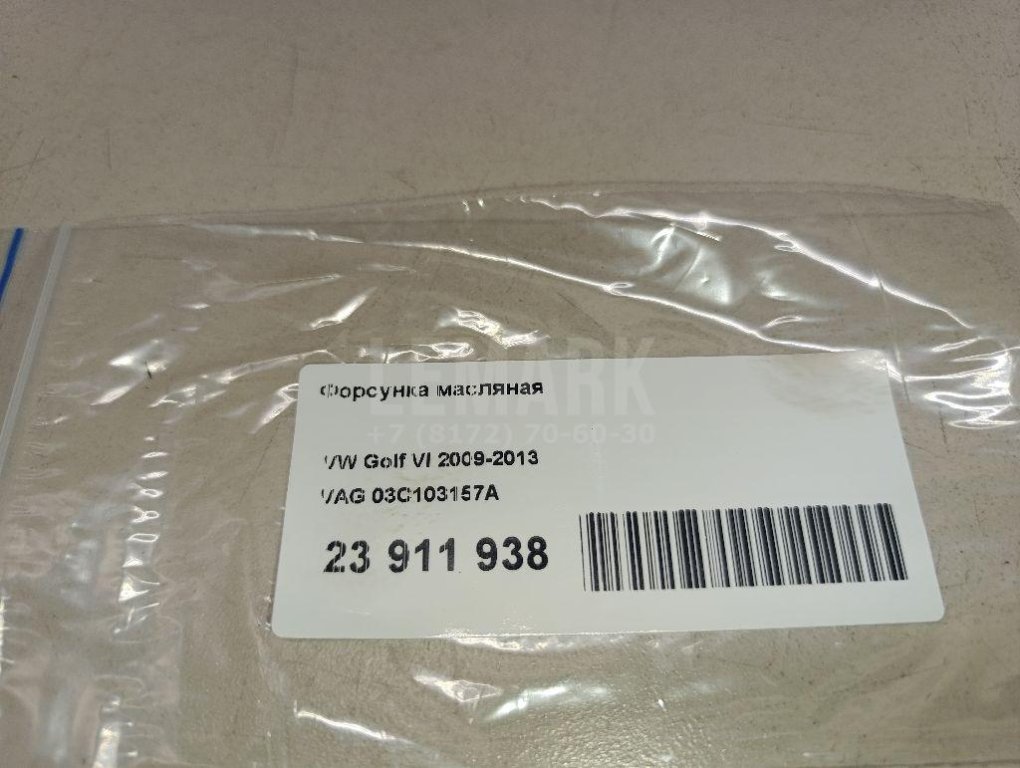 LEMARK
+7 (8172) 70-60-30
Форсунка масляная
VW Golf VI 2009-2013
VAG 03C103157A
23 911 938